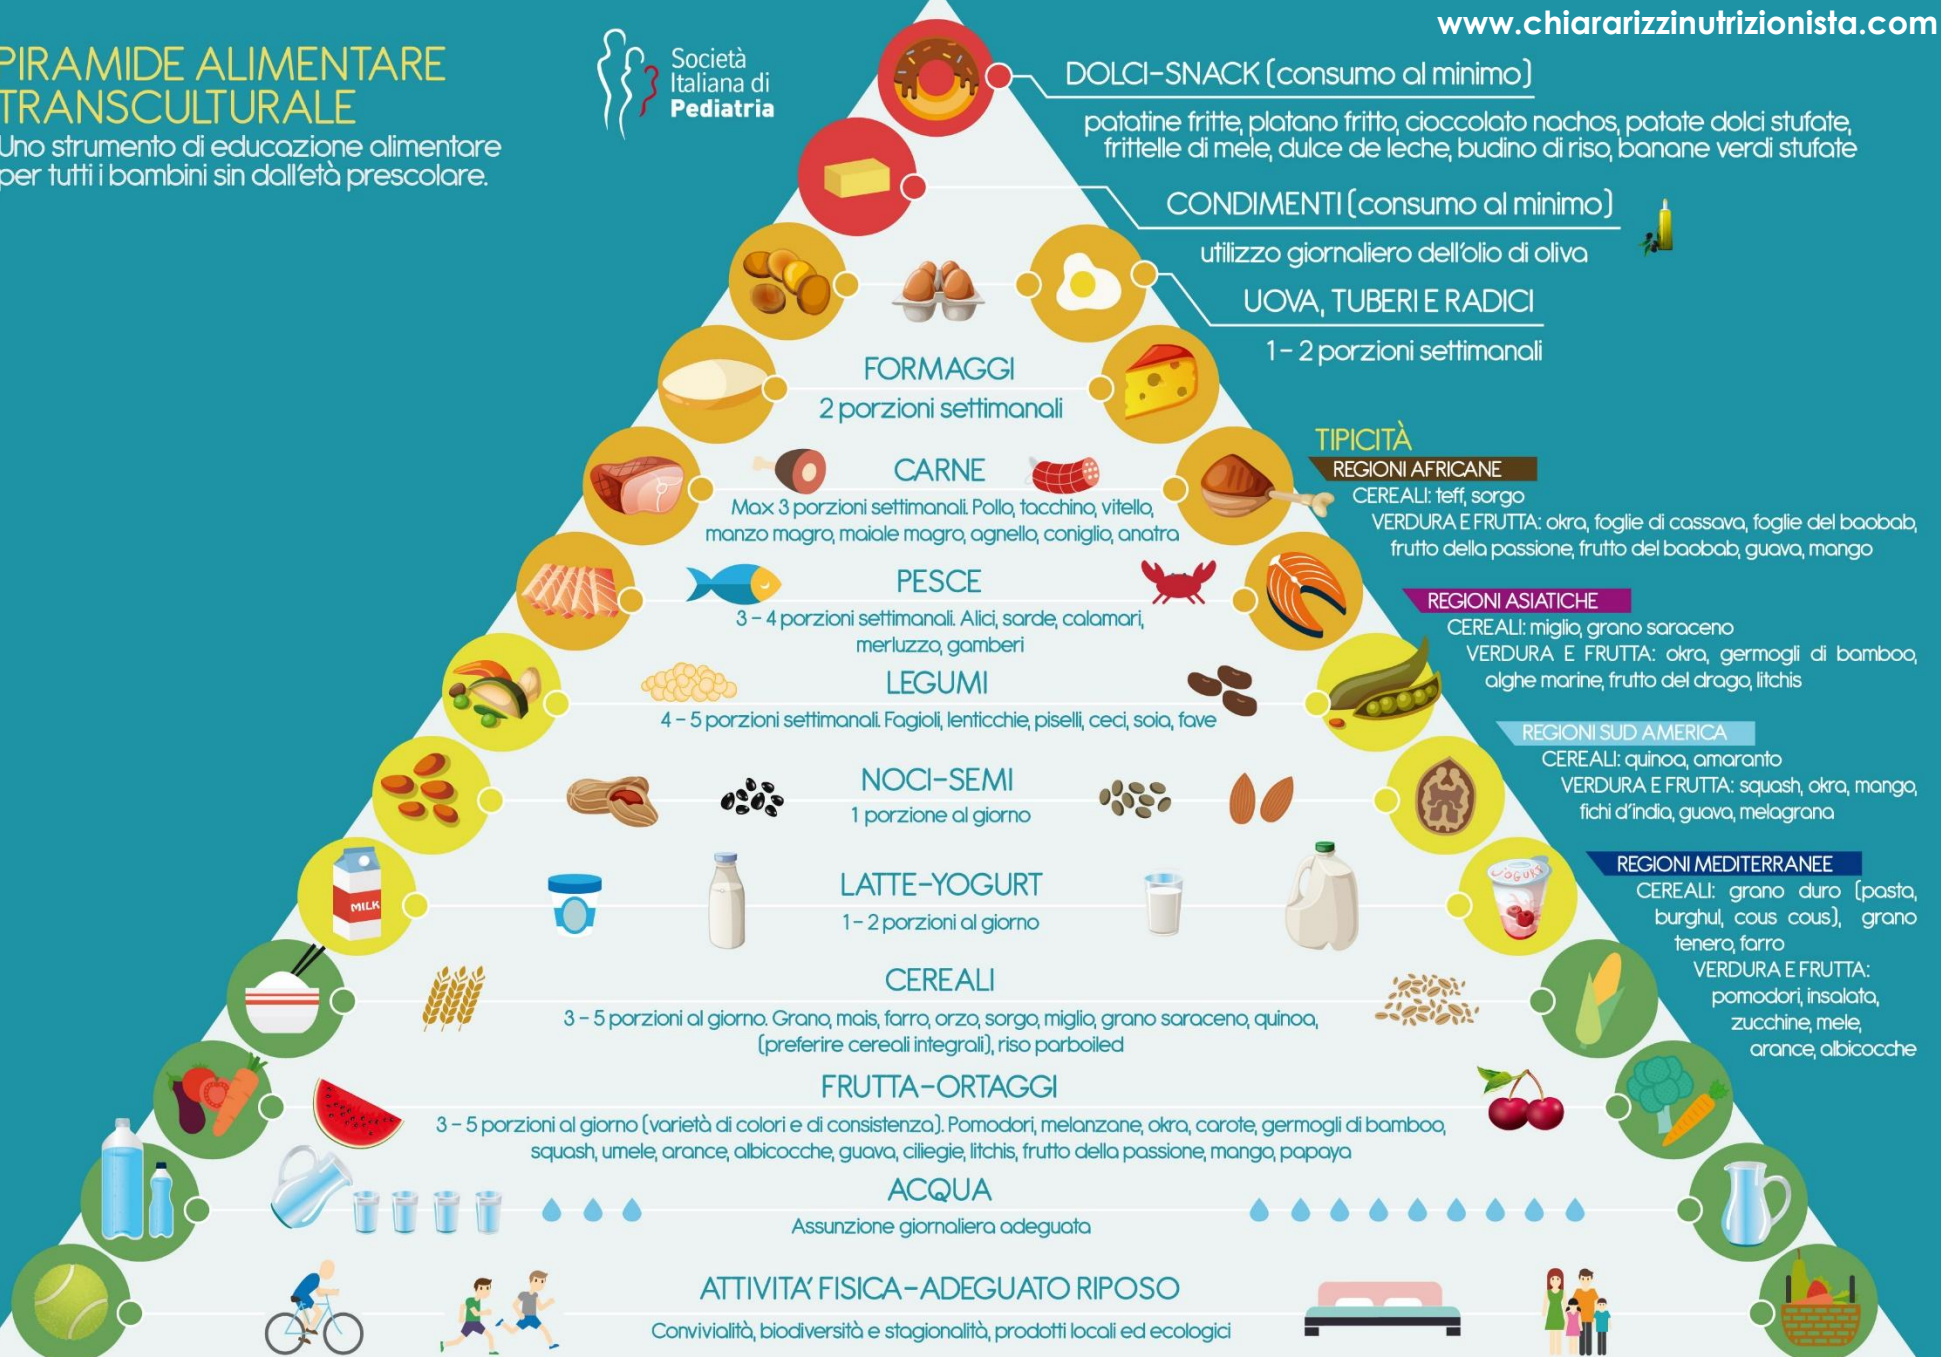 www.chiararizzinutrizionista.com
PIRAMIDE ALIMENTARE
TRANSCULTURALE
Uno strumento di educazione alimentare
per tutti i bambini sin dall'età prescolare.
Società
Italiana di
Pediatria
DOLCI-SNACK (consumo al minimo)
patatine fritte, platano fritto, cioccolato nachos, patate dolci stufate,
frittelle di mele, dulce de leche, budino di riso, banane verdi stufate
CONDIMENTI (consumo al minimo)
utilizzo giornaliero dell'olio di oliva
UOVA, TUBERI E RADICI
1 - 2 porzioni settimanali
FORMAGGI
2 porzioni settimanali
CARNE
Max 3 porzioni settimanali. Pollo, tacchino, vitello,
manzo magro, maiale magro, agnello, coniglio, anatra
PESCE
3 - 4 porzioni settimanali. Alici, sarde, calamari,
merluzzo, gamberi
LEGUMI
4 - 5 porzioni settimanali. Fagioli, lenticchie, piselli, ceci, soia, fave
NOCI-SEMI
1 porzione al giorno
MILK
LATTE-YOGURT
1 - 2 porzioni al giorno
JOGURT
CEREALI
3 - 5 porzioni al giorno. Grano, mais, farro, orzo, sorgo, miglio, grano saraceno, quinoa,
(preferire cereali integrali), riso parboiled
FRUTTA-ORTAGGI
3 - 5 porzioni al giorno (varietà di colori e di consistenza). Pomodori, melanzane, okra, carote, germogli di bamboo,
squash, umele, arance, albicocche, guava, ciliegie, litchis, frutto della passione, mango, papaya
ACQUA
Assunzione giornaliera adeguata
ATTIVITA' FISICA-ADEGUATO RIPOSO
Convivialità, biodiversità e stagionalità, prodotti locali ed ecologici
TIPICITÀ
REGIONI AFRICANE
CEREALI: teff, sorgo
VERDURA E FRUTTA: okra, foglie di cassava, foglie del baobab,
frutto della passione, frutto del baobab, guava, mango
REGIONI ASIATICHE
CEREALI: miglio, grano saraceno
VERDURA E FRUTTA: okra, germogli di bamboo,
alghe marine, frutto del drago, litchis
REGIONI SUD AMERICA
CEREALI: quinoa, amaranto
VERDURA E FRUTTA: squash, okra, mango,
fichi d'india, guava, melagrana
REGIONI MEDITERRANEE
CEREALI: grano duro (pasta,
burghul, cous cous), grano
tenero, farro
VERDURA E FRUTTA:
pomodori, insalata,
zucchine, mele,
arance, albicocche